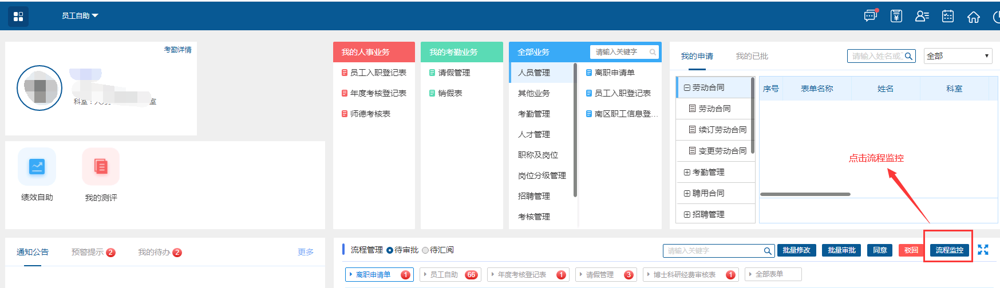 员工自助
考勤详情
科室：
室
绩效自助
我的测评
我的人事业务
员工入职登记表
年度考核登记表
师德考核表
我的考勤业务
请假管理
销假表
全部业务
请输入关键字
人员管理
其他业务
考勤管理
人才管理
职称及岗位
岗位分级管理
招聘管理
考核管理
离职申请单
员工入职登记表
南区职工信息登...
我的申请 我的已批
请输入姓名或
全部
劳动合同
劳动合同
续订劳动合同
变更劳动合同
考勤管理
聘用合同
招聘管理
序号 表单名称 姓名 科室
点击流程监控
通知公告 预警提示 2 我的待办 2 更多
流程管理 待审批 待汇阅
请输入关键字
批量修改 批量审批 同意 驳回 流程监控
离职申请单 1 员工自助 66 年度考核登记表 1 请假管理 3 博士科研经费审核表 1 全部表单